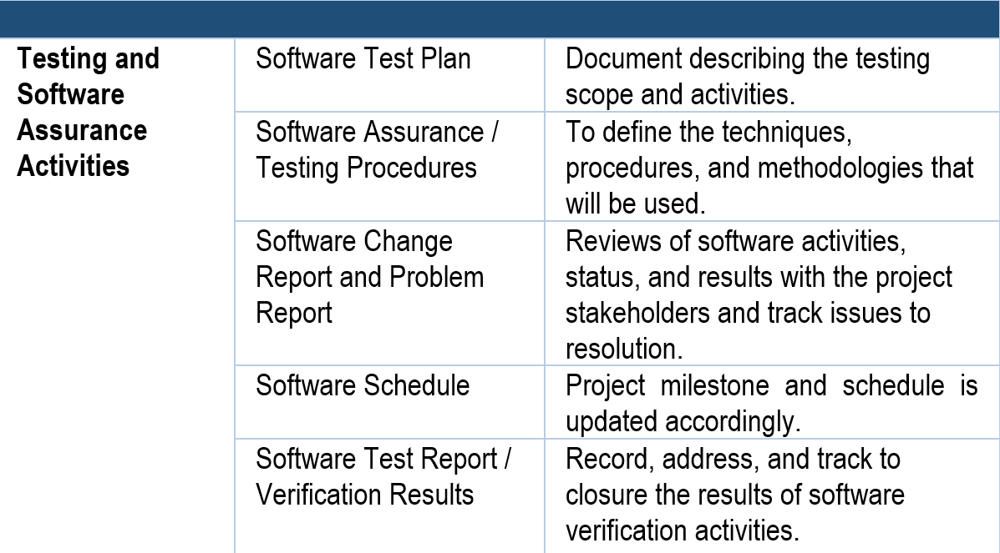 Testing and
Software
Assurance
Activities
Software Test Plan
Document describing the testing
scope and activities.
Software Assurance /
Testing Procedures
To define the techniques,
procedures, and methodologies that
will be used.
Software Change
Report and Problem
Report
Reviews of software activities,
status, and results with the project
stakeholders and track issues to
resolution.
Software Schedule
Project milestone and schedule is
updated accordingly.
Software Test Report /
Verification Results
Record, address, and track to
closure the results of software
verification activities.